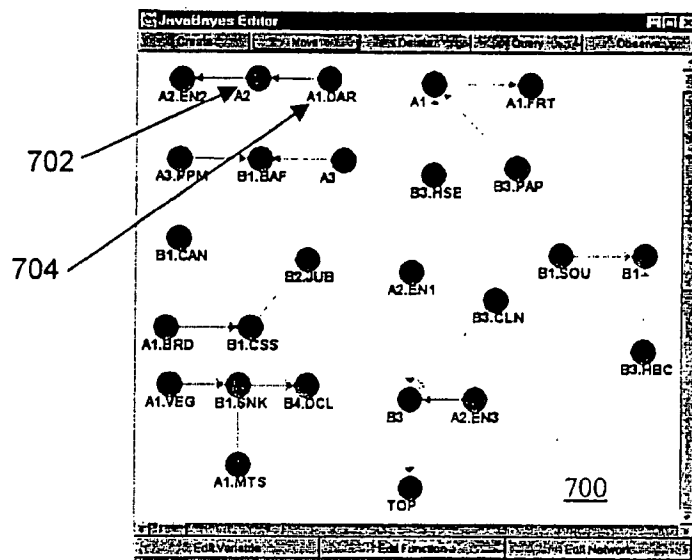 JavaBayes Editor
Create Move Delete Query Observe
A2.EN2 A2 A1.DAR A1 A1.FRT
702
A3.PPM B1.BAF A3 B3.HSE B3.PAP
704
B1.CAN B2.JUB A2.EN1 B1.SOU B1
B3.CLN
A1.BRD B1.CSS B3.HBC
A1.VEG B1.SNK B4.DCL B3 A2.EN3
A1.MTS TOP 700
Edit Variable Edit Function Edit Network